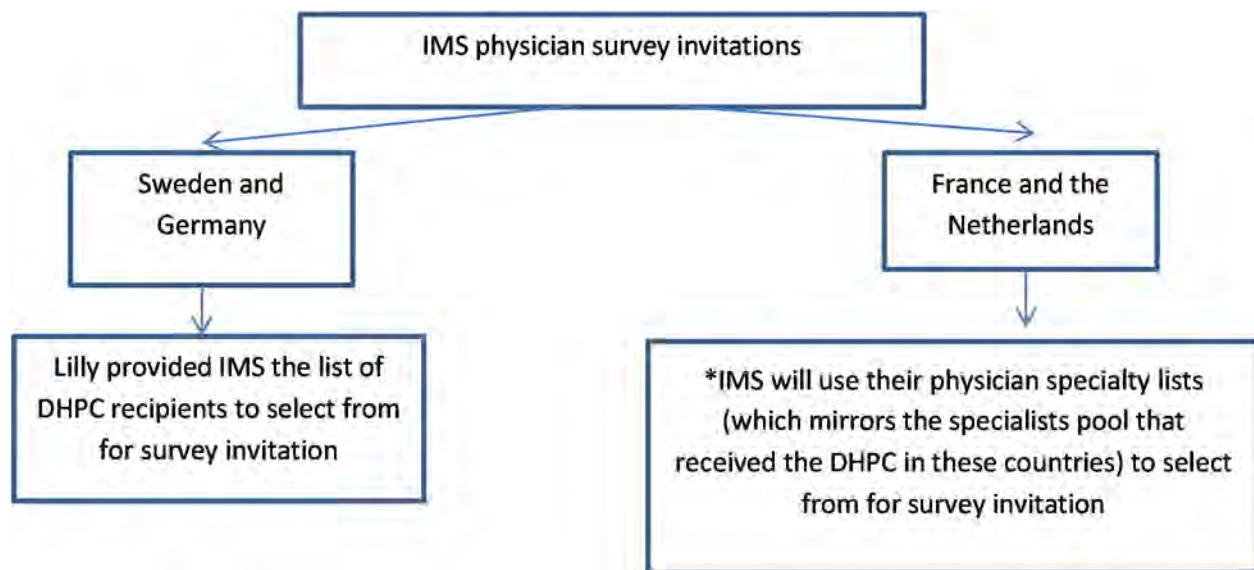 IMS physician survey invitations
Sweden and
Germany
France and the
Netherlands
Lilly provided IMS the list of
DHPC recipients to select from
for survey invitation
*IMS will use their physician specialty lists
(which mirrors the specialists pool that
received the DHPC in these countries) to select
from for survey invitation